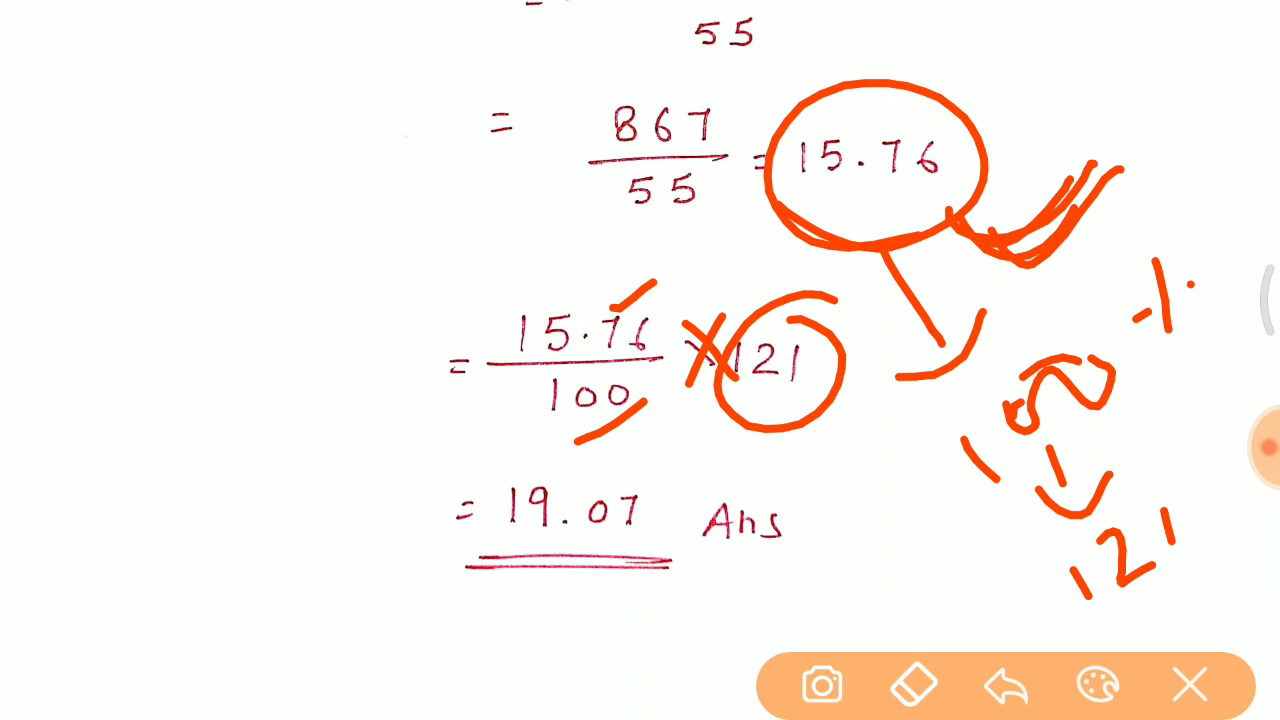 55
= 867/55 = 15.76
= 15.76/100 × 121
= 19.07 Ans
121